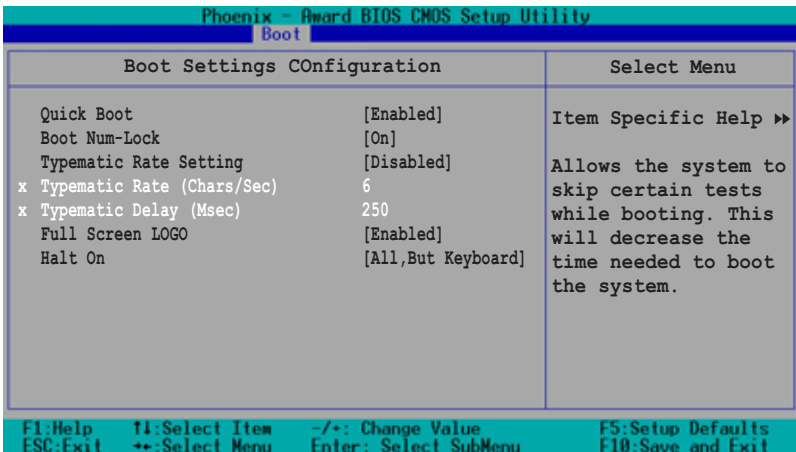 Phoenix - Award BIOS CMOS Setup Utility
Boot
Boot Settings COnfiguration
Select Menu
Quick Boot [Enabled]
Boot Num-Lock [On]
Typematic Rate Setting [Disabled]
x Typematic Rate (Chars/Sec) 6
x Typematic Delay (Msec) 250
Full Screen LOGO [Enabled]
Halt On [All,But Keyboard]
Item Specific Help ►►
Allows the system to
skip certain tests
while booting. This
will decrease the
time needed to boot
the system.
F1:Help ↑↓:Select Item -/+: Change Value F5:Setup Defaults
ESC:Exit →←:Select Menu Enter: Select SubMenu F10:Save and Exit